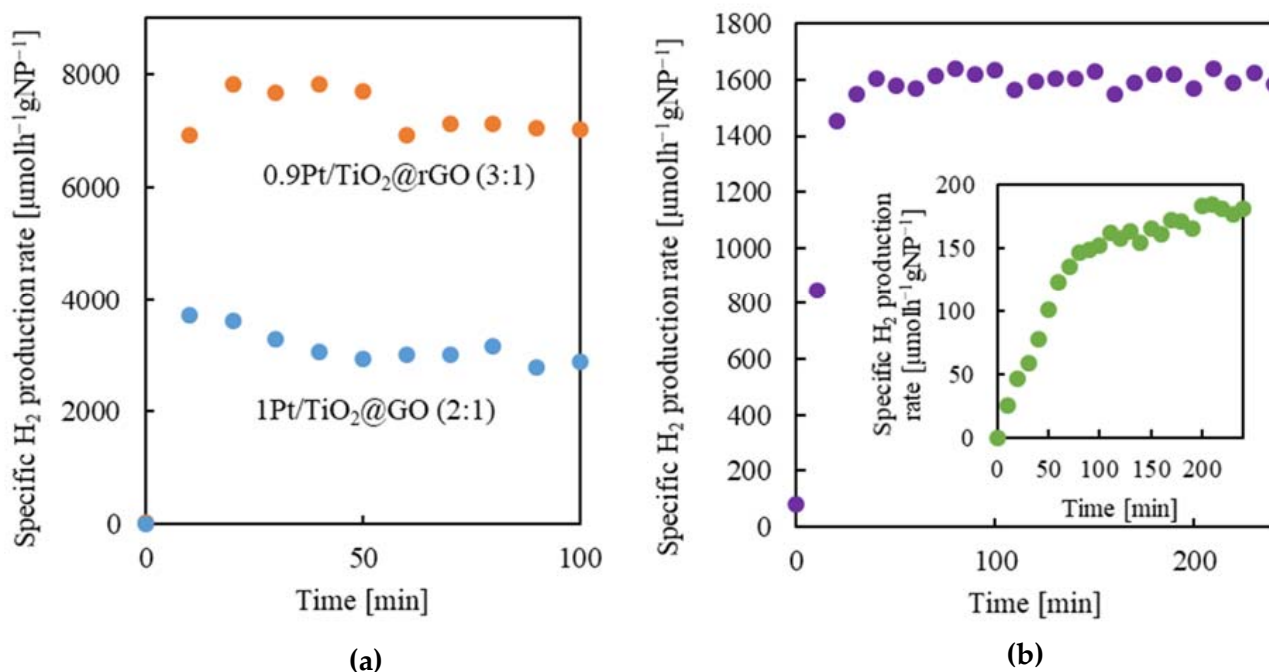 Specific H₂ production rate [µmolh⁻¹gNP⁻¹]
8000
6000
4000
2000
0
0.9Pt/TiO₂@rGO (3:1)
1Pt/TiO₂@GO (2:1)
0
50
100
Time [min]
(a)
Specific H₂ production rate [µmolh⁻¹gNP⁻¹]
1800
1600
1400
1200
1000
800
600
400
200
0
Specific H₂ production
rate [µmolh⁻¹gNP⁻¹]
200
150
100
50
0
0
50
100
150
200
Time [min]
0
100
200
Time [min]
(b)